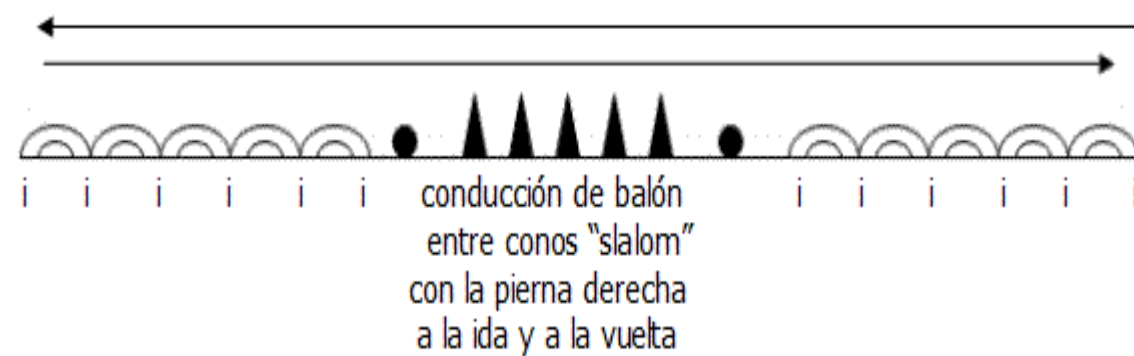 i i i i i i conducción de balón i i i i i i
entre conos “slalom”
con la pierna derecha
a la ida y a la vuelta